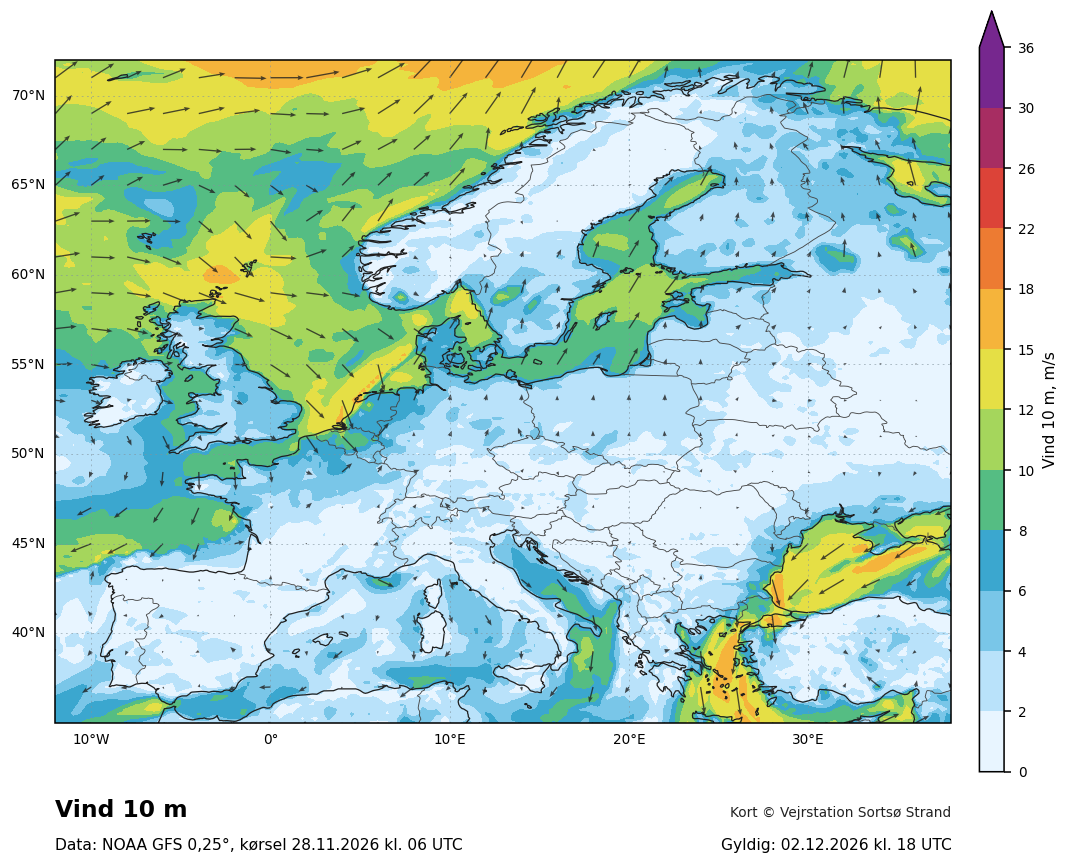 36
30
26
22
18
15
12
10
8
6
4
2
0
Vind 10 m, m/s
70°N
65°N
60°N
55°N
50°N
45°N
40°N
10°W
0°
10°E
20°E
30°E
Vind 10 m
Kort © Vejrstation Sortsø Strand
Data: NOAA GFS 0,25°, kørsel 28.11.2026 kl. 06 UTC
Gyldig: 02.12.2026 kl. 18 UTC